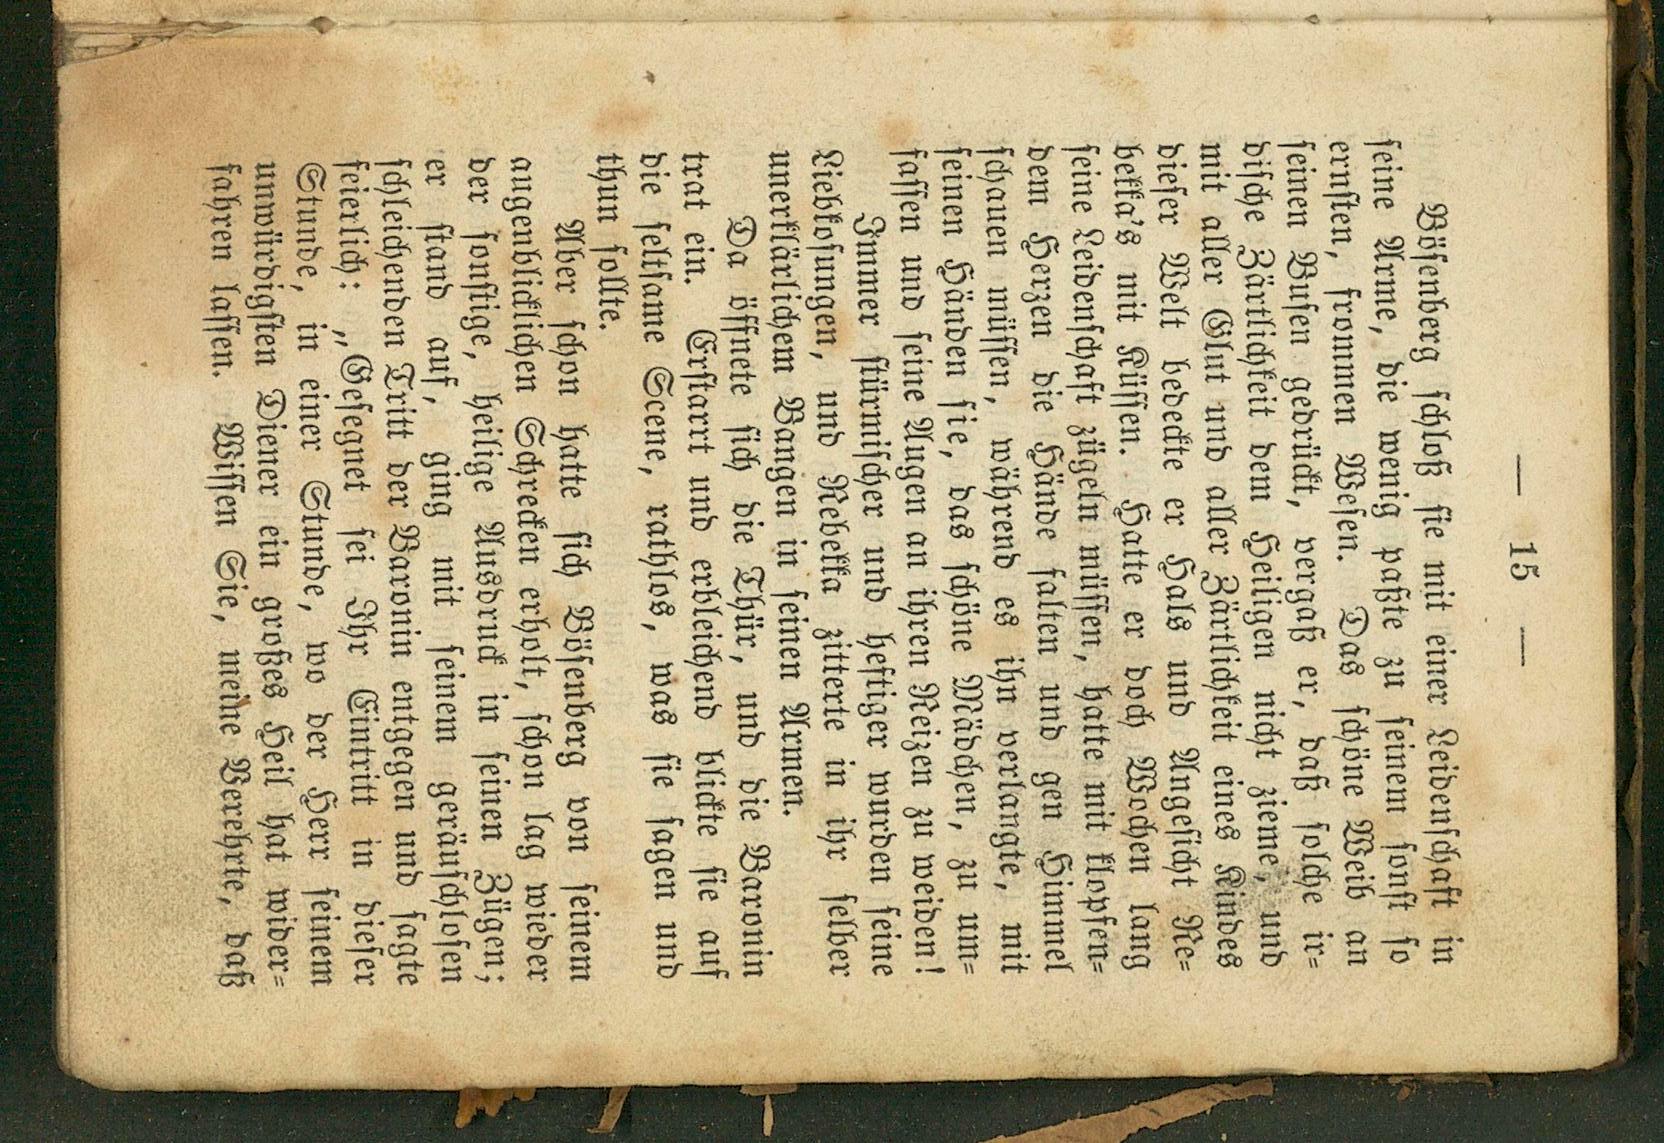 — 15 —
Bösenberg schloß sie mit einer Leidenschaft in
seine Arme, die wenig paßte zu seinem sonst so
ernsten, frommen Wesen. Das schöne Weib an
seinen Busen gedrückt, vergaß er, daß solche ir=
dische Zärtlichkeit dem Heiligen nicht zieme, und
mit aller Glut und aller Zärtlichkeit eines Kindes
dieser Welt bedeckte er Hals und Angesicht Re=
bekka's mit Küssen. Hatte er doch Wochen lang
seine Leidenschaft zügeln müssen, hatte mit klopfen=
dem Herzen die Hände falten und gen Himmel
schauen müssen, während es ihn verlangte, mit
seinen Händen sie, das schöne Mädchen, zu um=
fassen und seine Augen an ihren Reizen zu weiden!
Immer stürmischer und heftiger wurden seine
Liebkosungen, und Rebekka zitterte in ihr selber
unerklärlichem Bangen in seinen Armen.
Da öffnete sich die Thür, und die Baronin
trat ein. Erstarrt und erbleichend blickte sie auf
die seltsame Scene, rathlos, was sie sagen und
thun sollte.
Aber schon hatte sich Bösenberg von seinem
augenblicklichen Schrecken erholt, schon lag wieder
der sonstige, heilige Ausdruck in seinen Zügen;
er stand auf, ging mit seinem geräuschlosen
schleichenden Tritt der Baronin entgegen und sagte
feierlich: „Gesegnet sei Ihr Eintritt in dieser
Stunde, in einer Stunde, wo der Herr seinem
unwürdigsten Diener ein großes Heil hat wider=
fahren lassen. Wissen Sie, meine Verehrte, daß